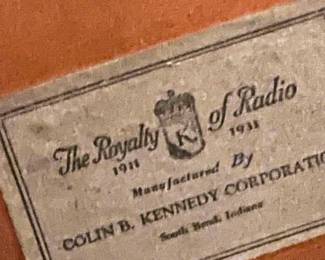 The Royalty K of Radio
1911 1931
Manufactured By
COLIN B. KENNEDY CORPORATIO
South Bend, Indiana